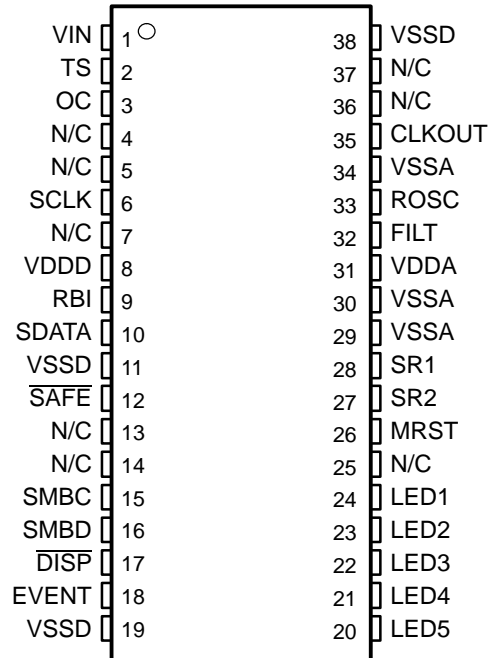 VIN 1 38 VSSD
TS 2 37 N/C
OC 3 36 N/C
N/C 4 35 CLKOUT
N/C 5 34 VSSA
SCLK 6 33 ROSC
N/C 7 32 FILT
VDDD 8 31 VDDA
RBI 9 30 VSSA
SDATA 10 29 VSSA
VSSD 11 28 SR1
SAFE 12 27 SR2
N/C 13 26 MRST
N/C 14 25 N/C
SMBC 15 24 LED1
SMBD 16 23 LED2
DISP 17 22 LED3
EVENT 18 21 LED4
VSSD 19 20 LED5